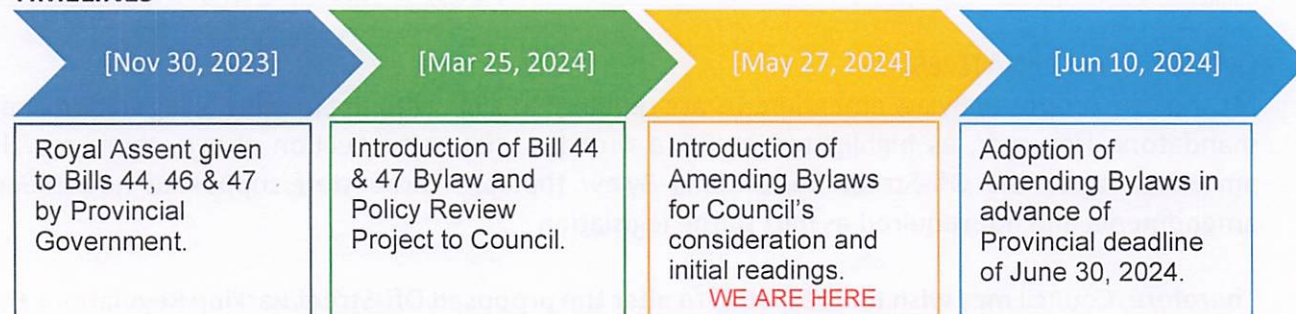 [Nov 30, 2023]
[Mar 25, 2024]
[May 27, 2024]
[Jun 10, 2024]
Royal Assent given
to Bills 44, 46 & 47
by Provincial
Government.
Introduction of Bill 44
& 47 Bylaw and
Policy Review
Project to Council.
Introduction of
Amending Bylaws
for Council's
consideration and
initial readings.
WE ARE HERE
Adoption of
Amending Bylaws in
advance of
Provincial deadline
of June 30, 2024.